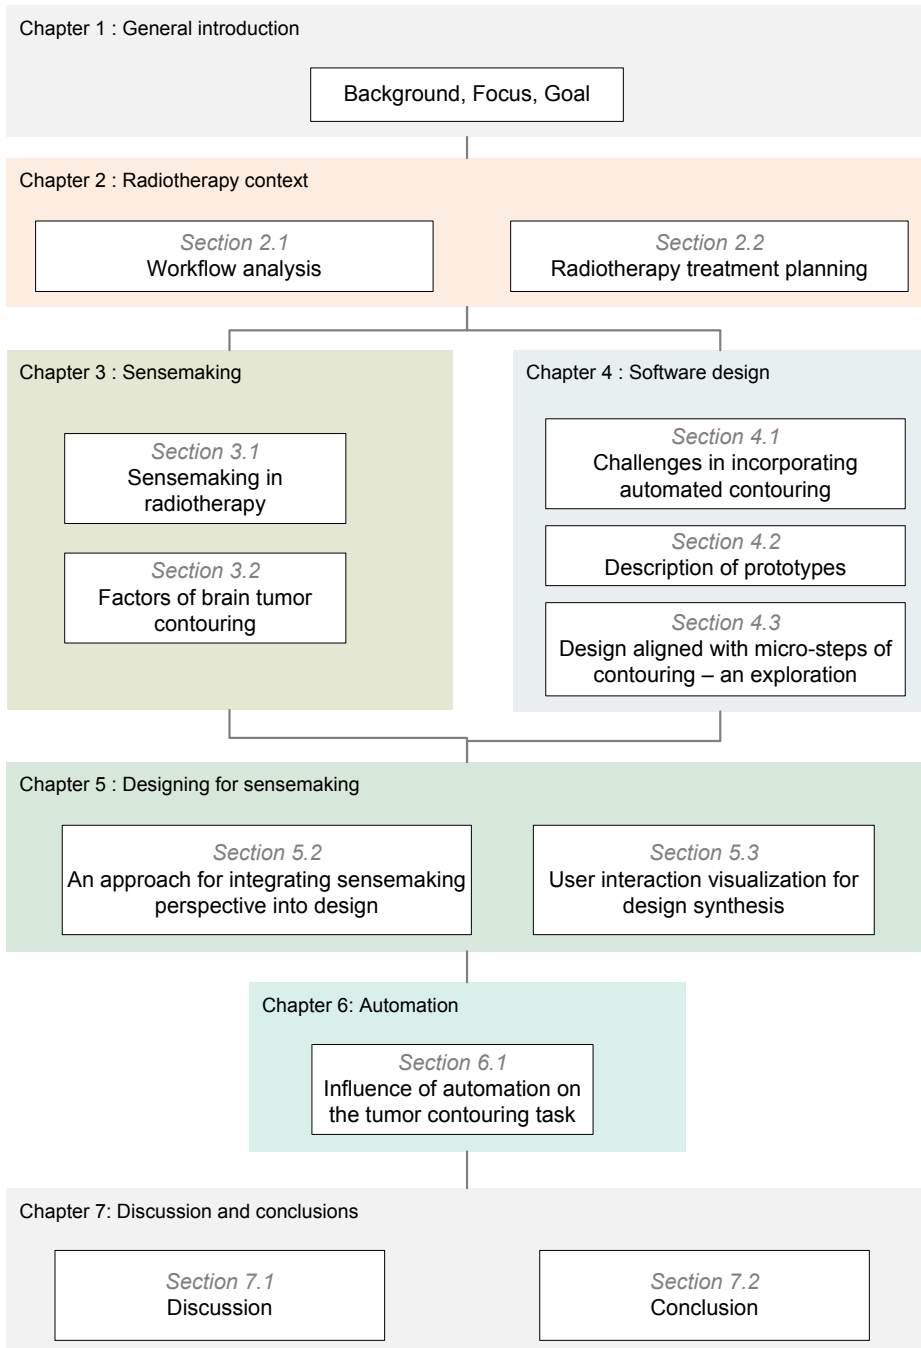 Chapter 1 : General introduction
Background, Focus, Goal
Chapter 2 : Radiotherapy context
Section 2.1
Workflow analysis
Section 2.2
Radiotherapy treatment planning
Chapter 3 : Sensemaking
Section 3.1
Sensemaking in
radiotherapy
Section 3.2
Factors of brain tumor
contouring
Chapter 4 : Software design
Section 4.1
Challenges in incorporating
automated contouring
Section 4.2
Description of prototypes
Section 4.3
Design aligned with micro-steps of
contouring – an exploration
Chapter 5 : Designing for sensemaking
Section 5.2
An approach for integrating sensemaking
perspective into design
Section 5.3
User interaction visualization for
design synthesis
Chapter 6: Automation
Section 6.1
Influence of automation on
the tumor contouring task
Chapter 7: Discussion and conclusions
Section 7.1
Discussion
Section 7.2
Conclusion